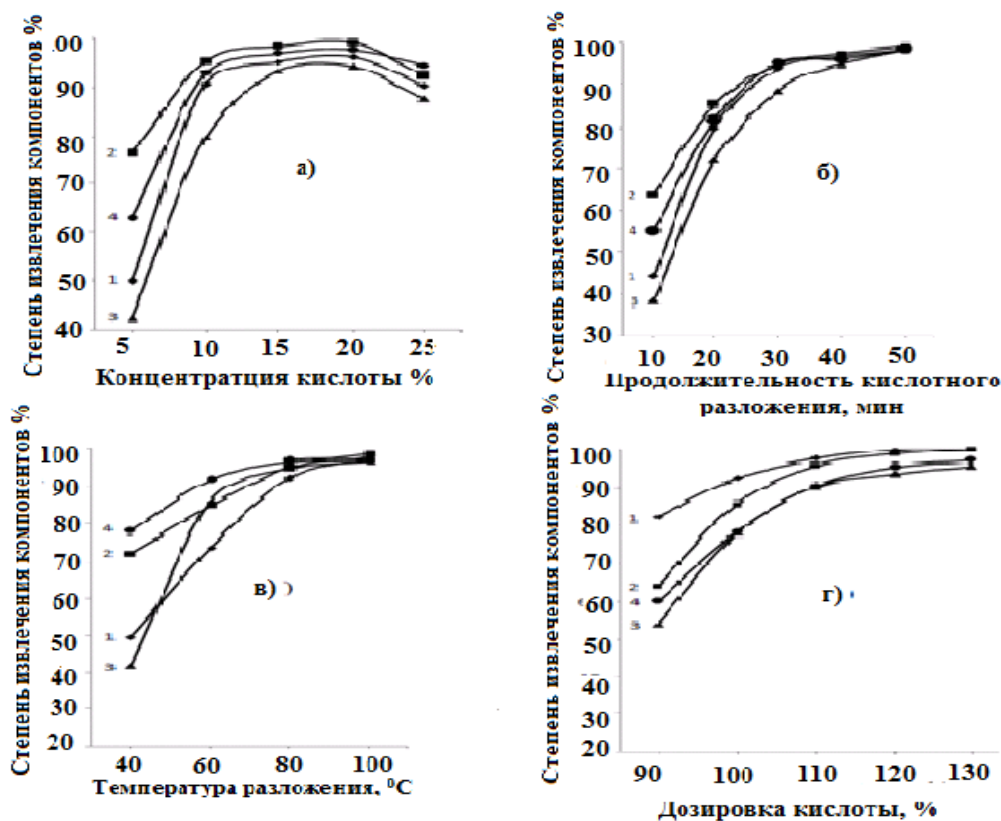 Степень извлечения компонентов %
100
90
80
70
60
50
40
2
4
1
3
а)
5 10 15 20 25
Концентратция кислоты %
Степень извлечения компонентов %
100
90
80
70
60
50
40
30
2
4
1
3
б)
10 20 30 40 50
Продолжительность кислотного
разложения, мин
Степень извлечения компонентов %
100
90
80
70
60
50
40
30
20
4
2
1
3
в)
40 60 80 100
Температура разложения, ⁰С
Степень извлечения компонентов %
100
90
80
60
50
40
30
20
1
2
4
3
г)
90 100 110 120 130
Дозировка кислоты, %